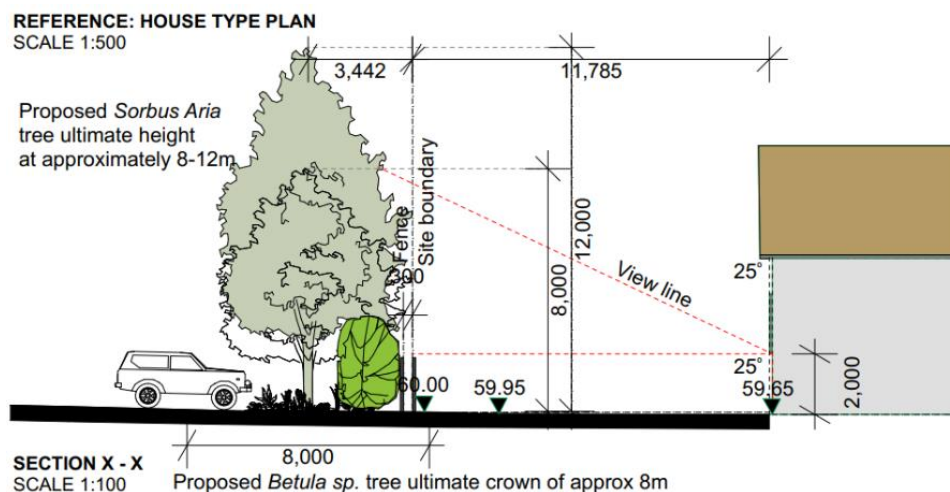 REFERENCE: HOUSE TYPE PLAN
SCALE 1:500
3,442
11,785
Proposed Sorbus Aria
tree ultimate height
at approximately 8-12m
Fence
Site boundary
300
8,000
12,000
View line
25°
25°
60.00
59.95
59.65
2,000
8,000
SECTION X - X
SCALE 1:100
Proposed Betula sp. tree ultimate crown of approx 8m